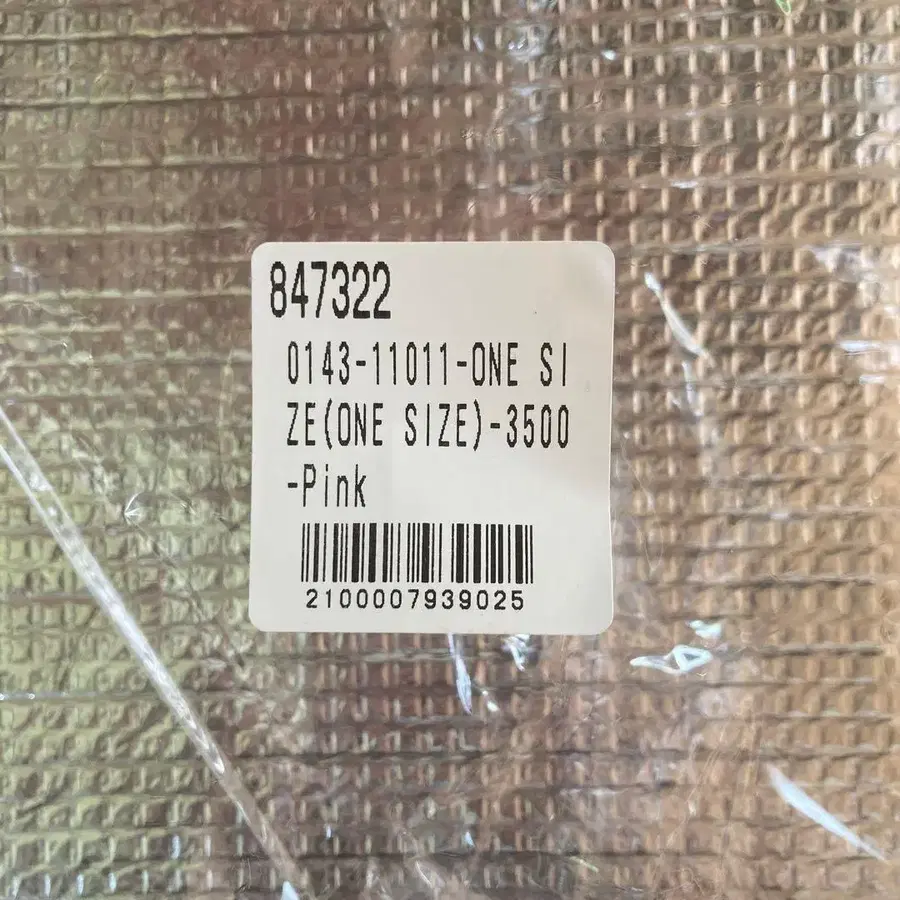 847322
0143-11011-ONE SI
ZE(ONE SIZE)-3500
-Pink
2100007939025